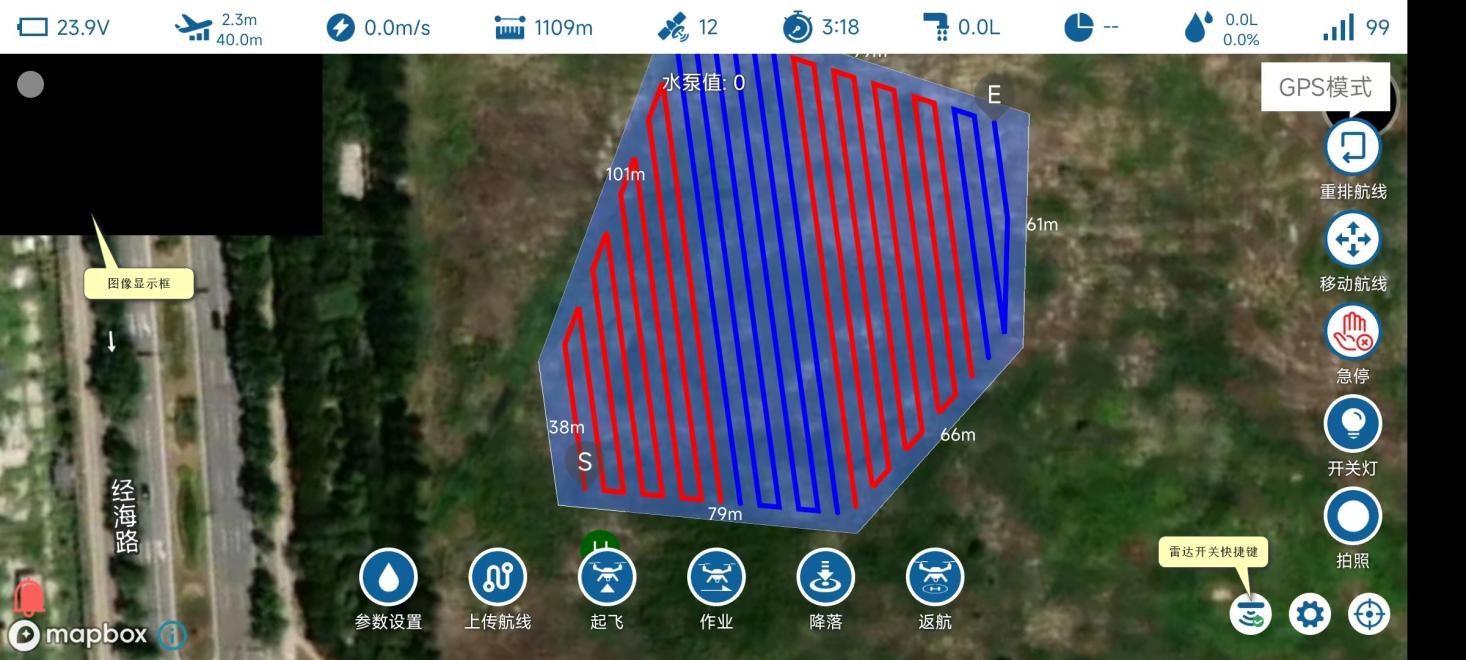 23.9V
2.3m
40.0m
0.0m/s
1109m
12
3:18
0.0L
--
0.0L
0.0%
99
水泵值: 0
E
GPS模式
重排航线
101m
61m
移动航线
图像显示框
急停
38m
66m
S
开关灯
经海路
79m
雷达开关快捷键
拍照
参数设置
上传航线
起飞
作业
降落
返航
mapbox